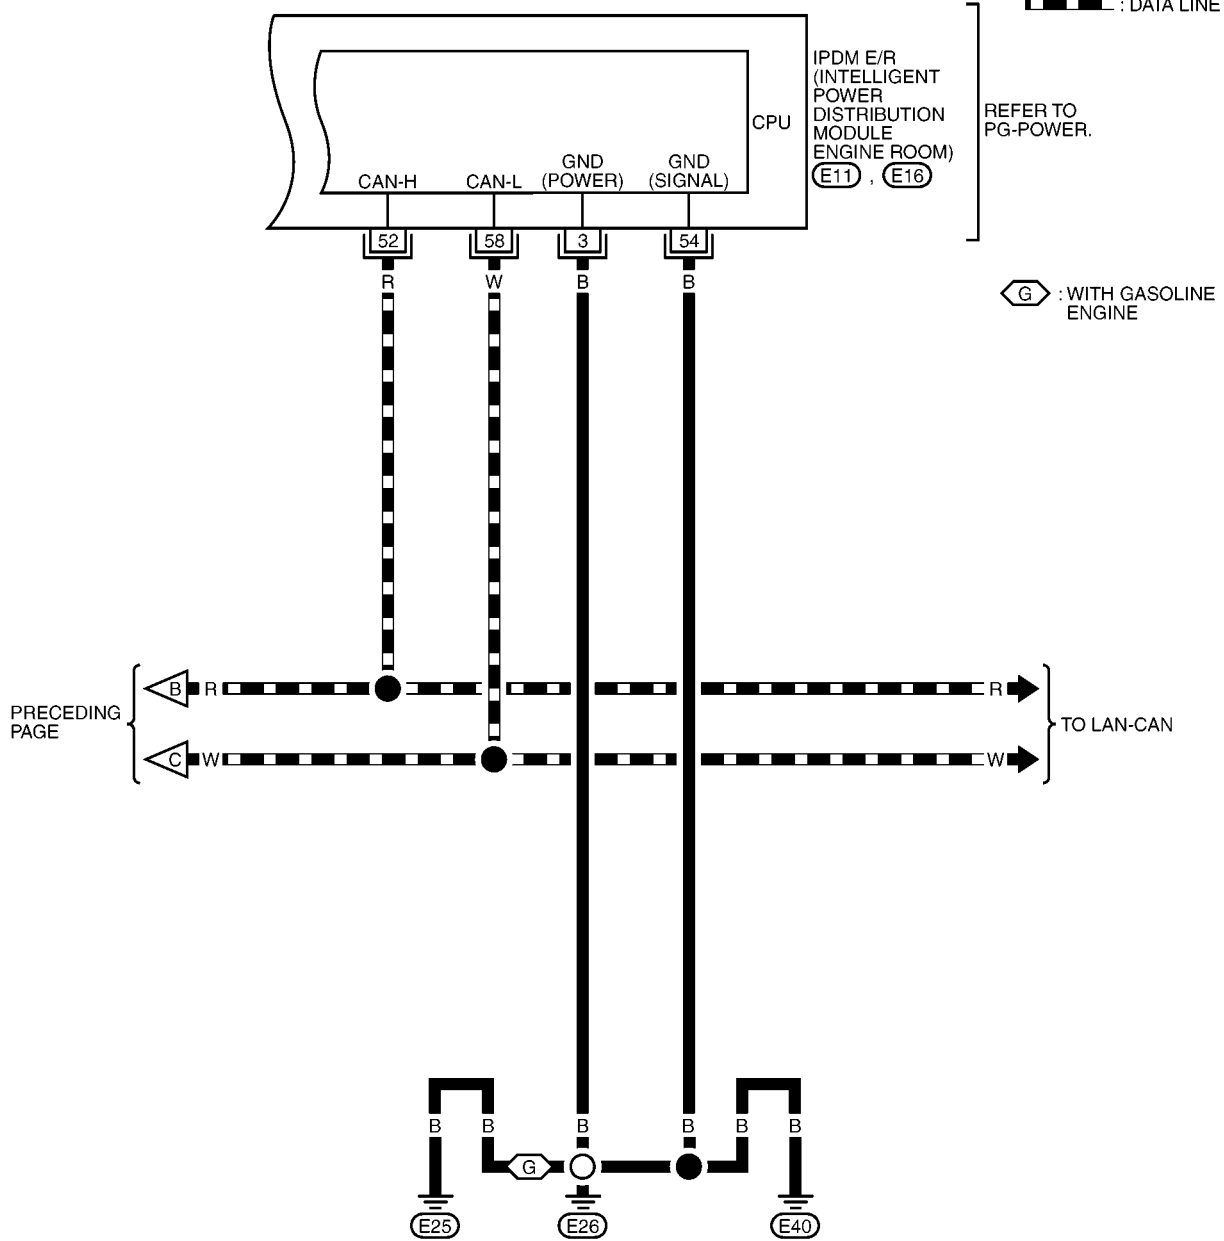 : DATA LINE
IPDM E/R
(INTELLIGENT
POWER
DISTRIBUTION
MODULE
ENGINE ROOM)
E11 , E16
REFER TO
PG-POWER.
CPU
CAN-H
CAN-L
GND
(POWER)
GND
(SIGNAL)
52
58
3
54
R
W
B
B
G : WITH GASOLINE
ENGINE
PRECEDING
PAGE
B R
R
C W
W
TO LAN-CAN
B
B
B
B
B
B
G
E25
E26
E40